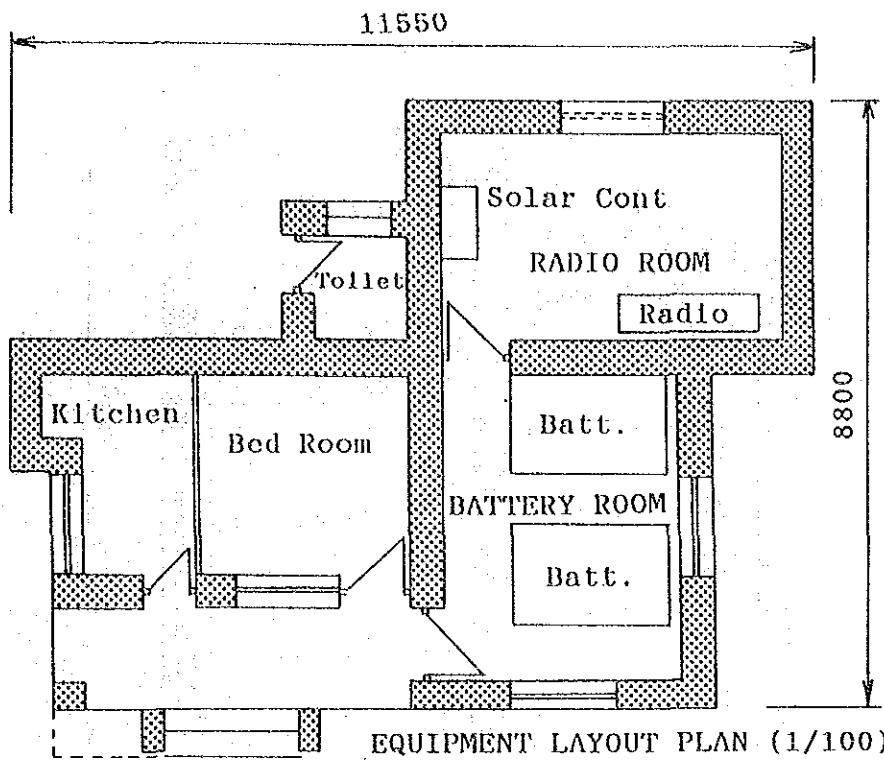 11550
Solar Cont
RADIO ROOM
Toilet
Radio
Kitchen
Bed Room
Batt.
8800
BATTERY ROOM
Batt.
EQUIPMENT LAYOUT PLAN (1/100)